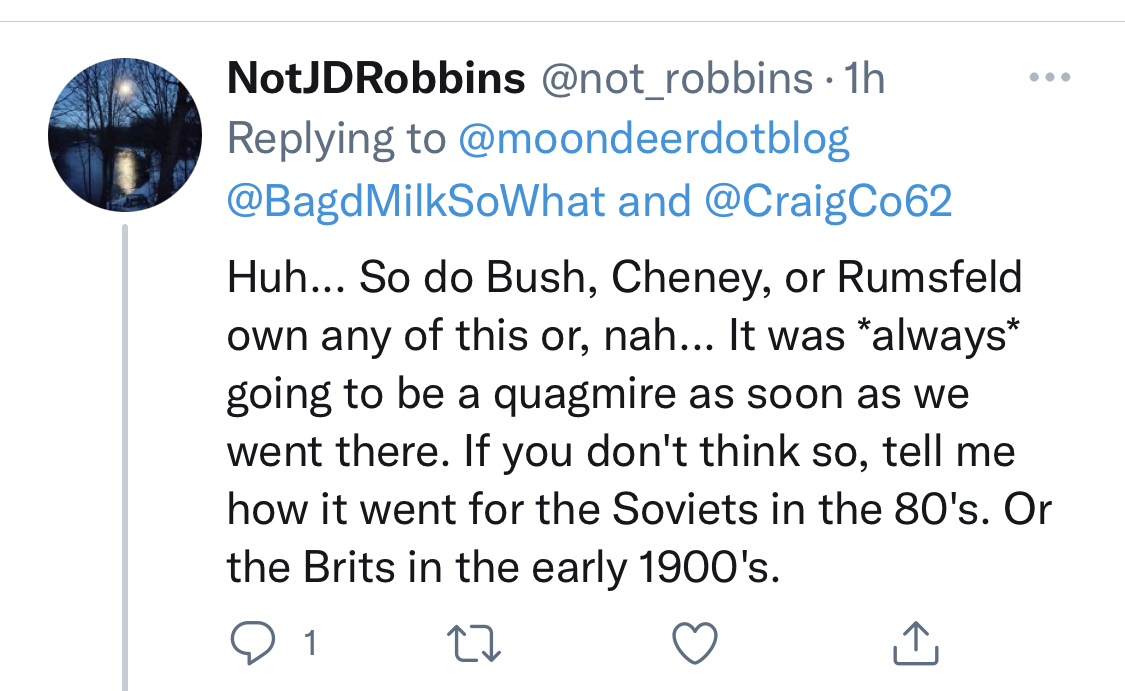 NotJDRobbins @not_robbins · 1h
Replying to @moondeerdotblog
@BagdMilkSoWhat and @CraigCo62
Huh... So do Bush, Cheney, or Rumsfeld
own any of this or, nah... It was *always*
going to be a quagmire as soon as we
went there. If you don't think so, tell me
how it went for the Soviets in the 80's. Or
the Brits in the early 1900's.
1